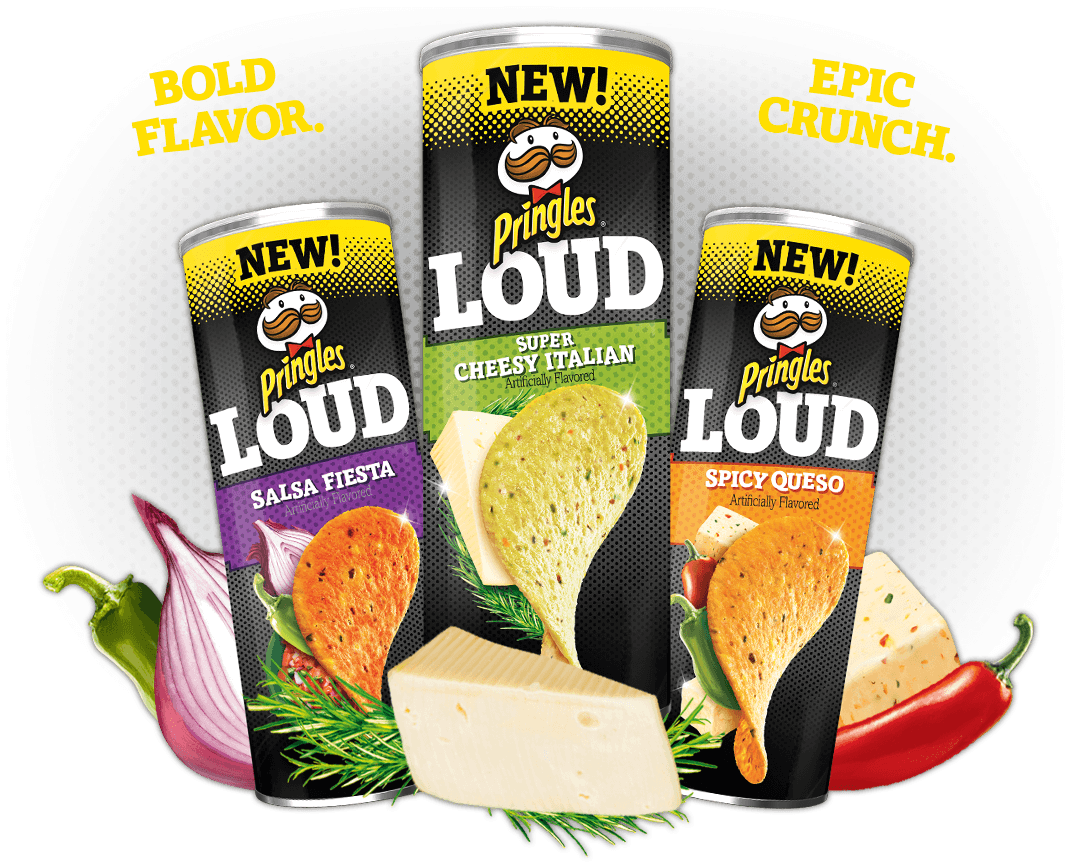 BOLD
FLAVOR.
EPIC
CRUNCH.
NEW!
Pringles®
LOUD
SUPER
CHEESY ITALIAN
Artificially Flavored
NEW!
Pringles®
LOUD
SALSA FIESTA
Artificially Flavored
NEW!
Pringles®
LOUD
SPICY QUESO
Artificially Flavored